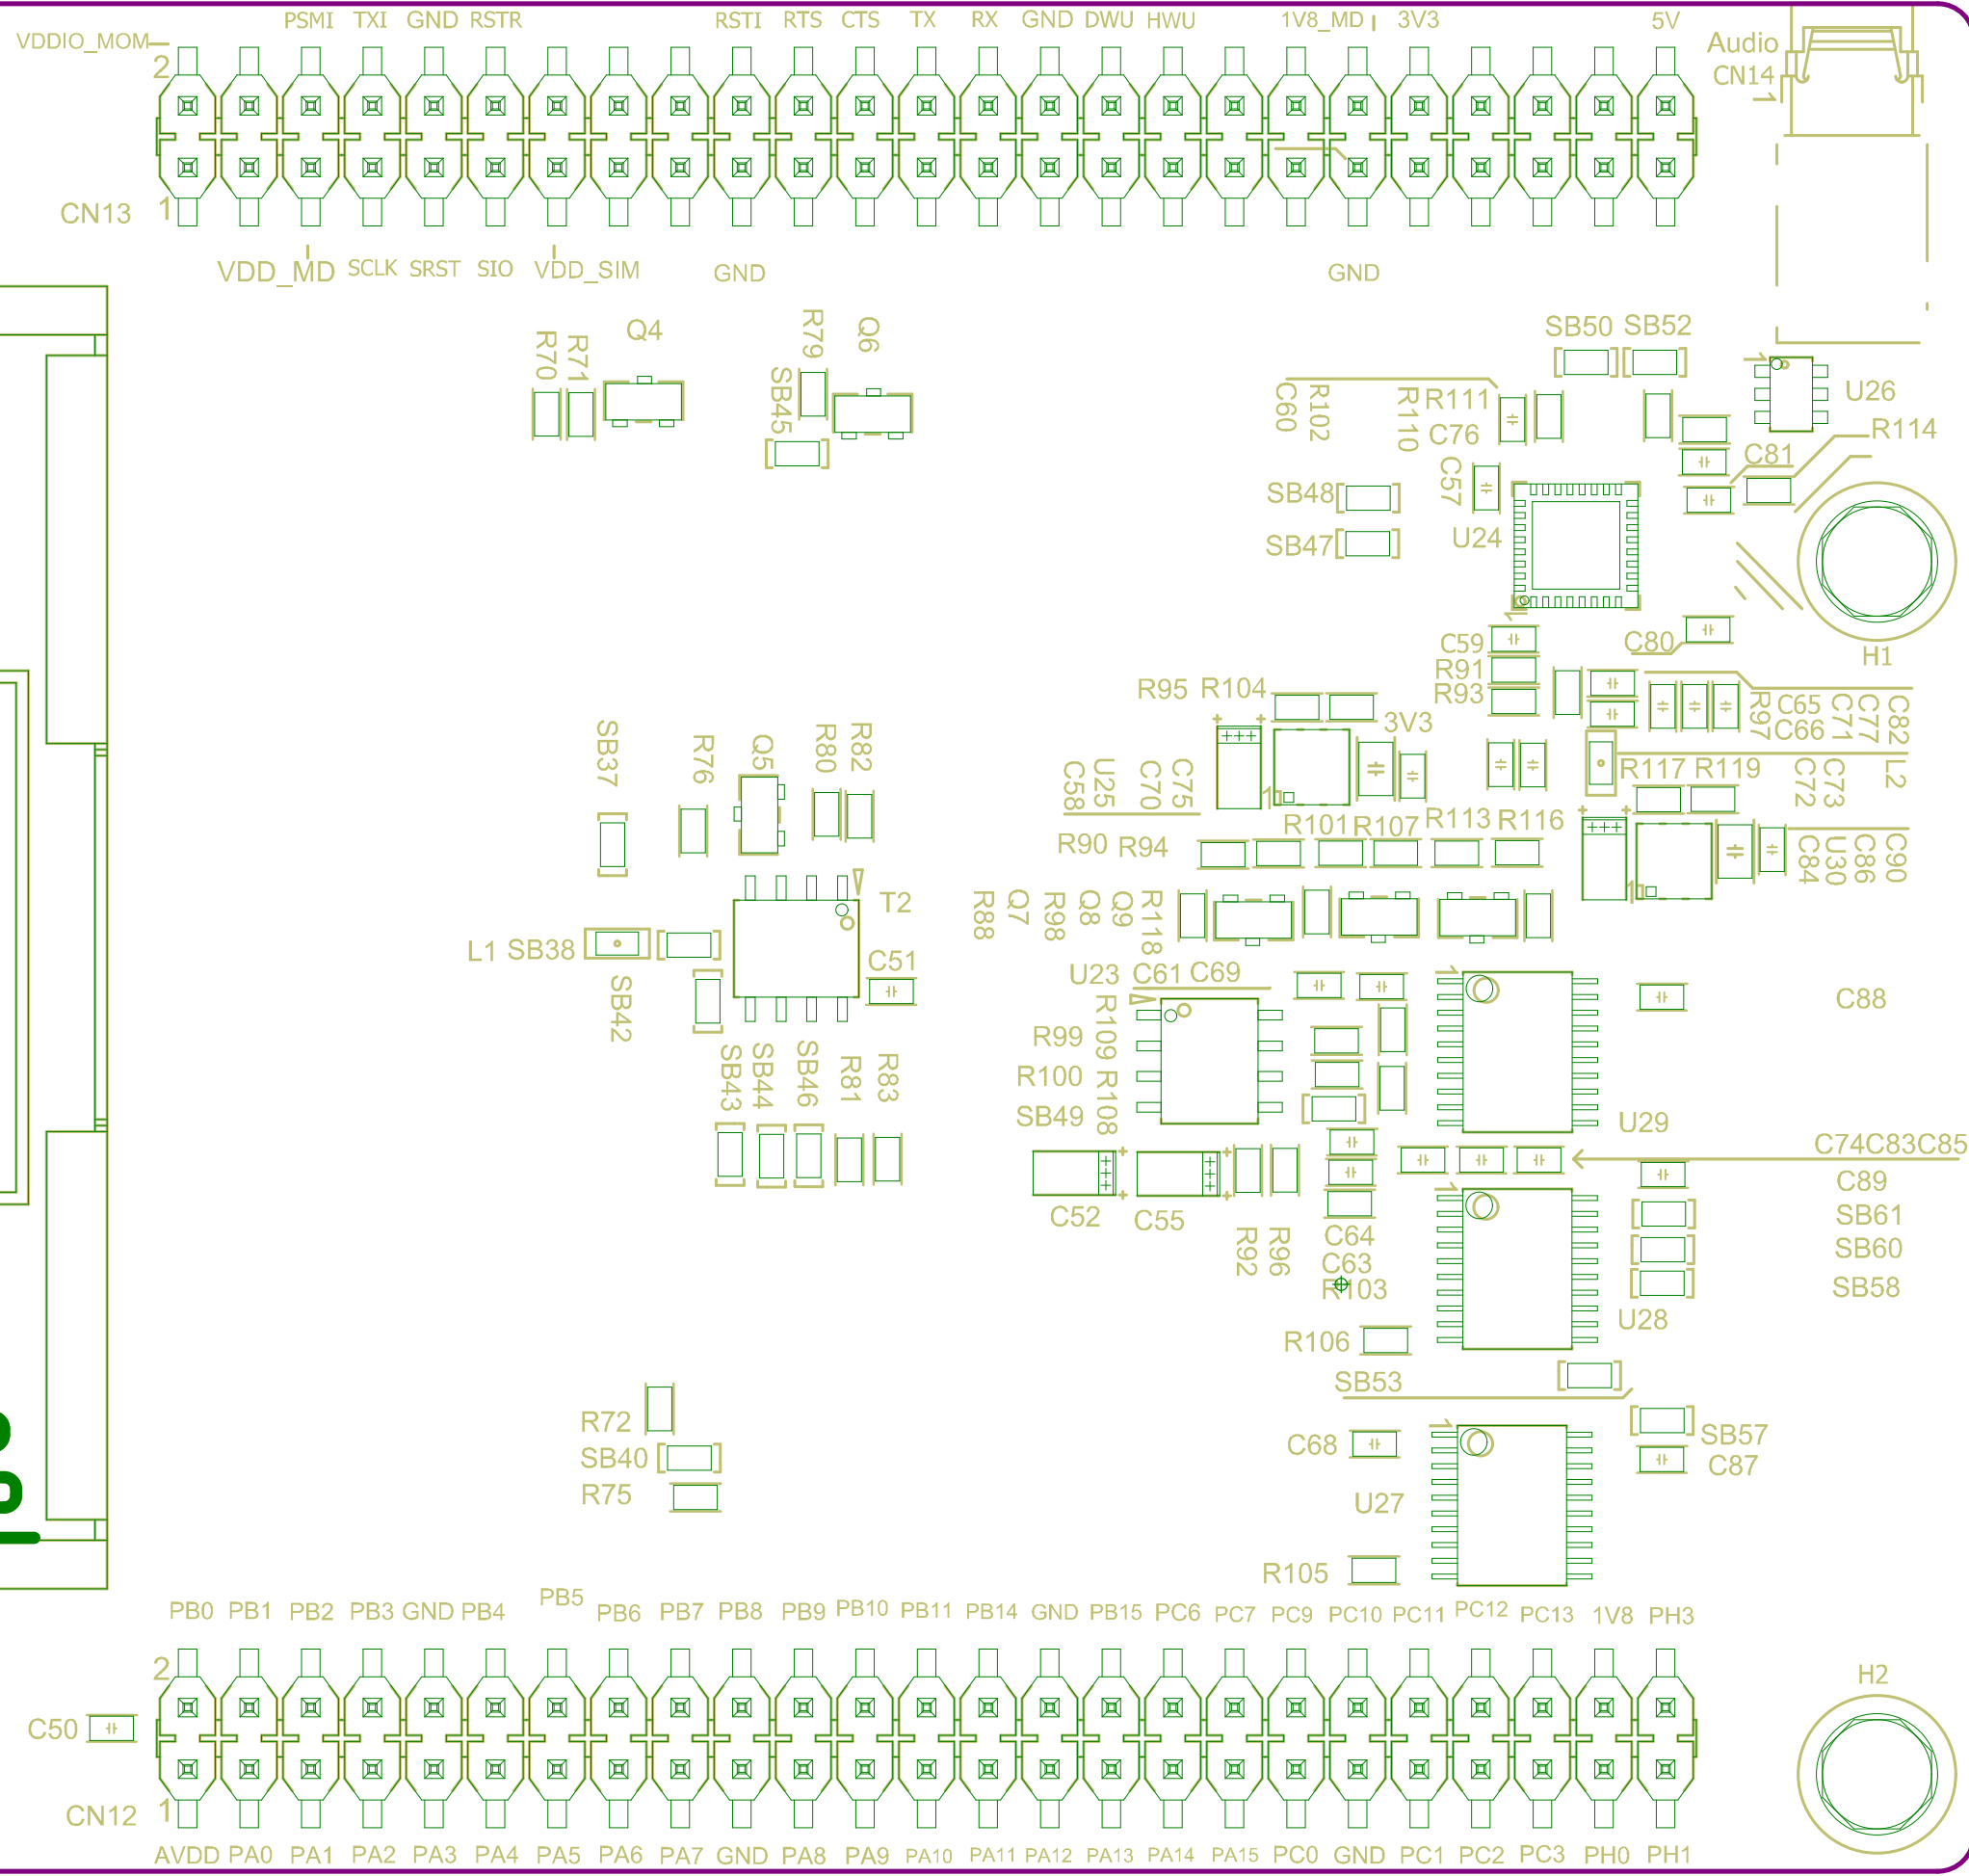 PSMI TXI GND RSTR RSTI RTS CTS TX RX GND DWU HWU 1V8_MD 3V3 5V
VDDIO_MOM
Audio
2
CN14
1
CN13
VDD_MD SCLK SRST SIO VDD_SIM GND GND
R70
R71
Q4
R79
Q6
SB45
SB50 SB52
C60
R102
R110
R111
C76
U26
R114
C81
C57
SB48
SB47
U24
C59
C80
H1
R91
R93
R95 R104
3V3
R97
C65
C66
C71
C77
C82
SB37
R76
Q5
R80
R82
C58
U25
C70
C75
R117 R119
C72
C73
L2
R90 R94
R101 R107 R113 R116
1
1
C84
U30
C86
C90
R88
Q7
R98
Q8
Q9
R118
T2
L1 SB38
C51
SB42
U23 C61 C69
C88
R109
R99
R100
R108
SB49
SB43
SB44
SB46
R81
R83
U29
C74C83C85
C89
C52 C55
SB61
R92
R96
C64
C63
R103
SB60
SB58
U28
R106
SB53
R72
SB40
R75
C68
SB57
C87
U27
R105
PB0 PB1 PB2 PB3 GND PB4 PB5 PB6 PB7 PB8 PB9 PB10 PB11 PB14 GND PB15 PC6 PC7 PC9 PC10 PC11 PC12 PC13 1V8 PH3
2
H2
C50
CN12
1
AVDD PA0 PA1 PA2 PA3 PA4 PA5 PA6 PA7 GND PA8 PA9 PA10 PA11 PA12 PA13 PA14 PA15 PC0 GND PC1 PC2 PC3 PH0 PH1